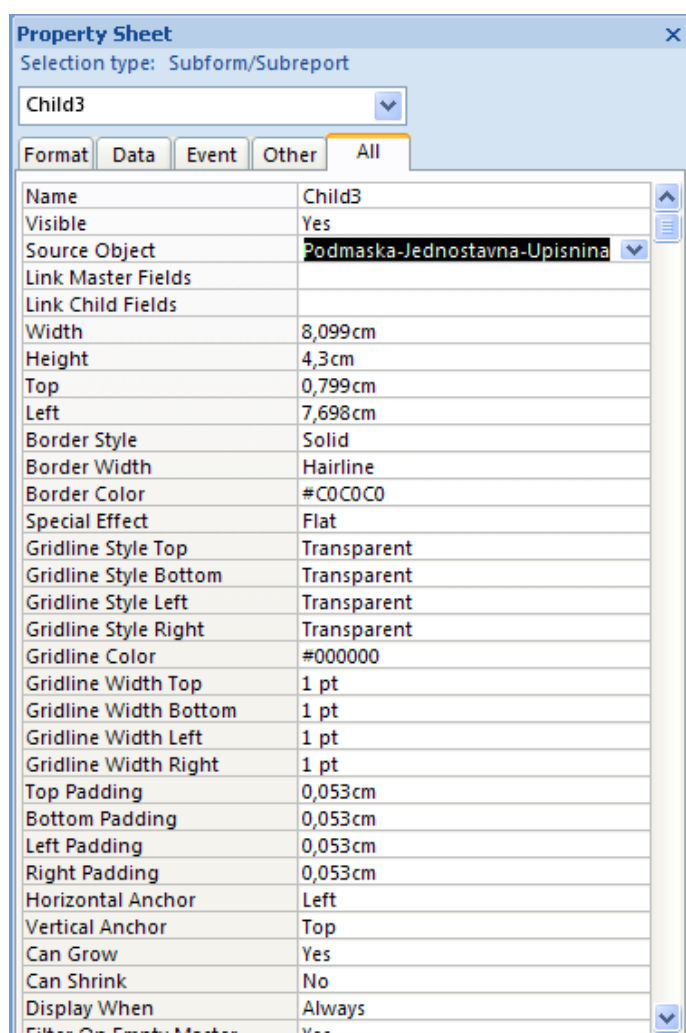 Property Sheet
Selection type: Subform/Subreport
Child3
Format Data Event Other All
Name Child3
Visible Yes
Source Object Podmaska-Jednostavna-Upisnina
Link Master Fields
Link Child Fields
Width 8,099cm
Height 4,3cm
Top 0,799cm
Left 7,698cm
Border Style Solid
Border Width Hairline
Border Color #C0C0C0
Special Effect Flat
Gridline Style Top Transparent
Gridline Style Bottom Transparent
Gridline Style Left Transparent
Gridline Style Right Transparent
Gridline Color #000000
Gridline Width Top 1 pt
Gridline Width Bottom 1 pt
Gridline Width Left 1 pt
Gridline Width Right 1 pt
Top Padding 0,053cm
Bottom Padding 0,053cm
Left Padding 0,053cm
Right Padding 0,053cm
Horizontal Anchor Left
Vertical Anchor Top
Can Grow Yes
Can Shrink No
Display When Always
Filter On Empty Master Yes